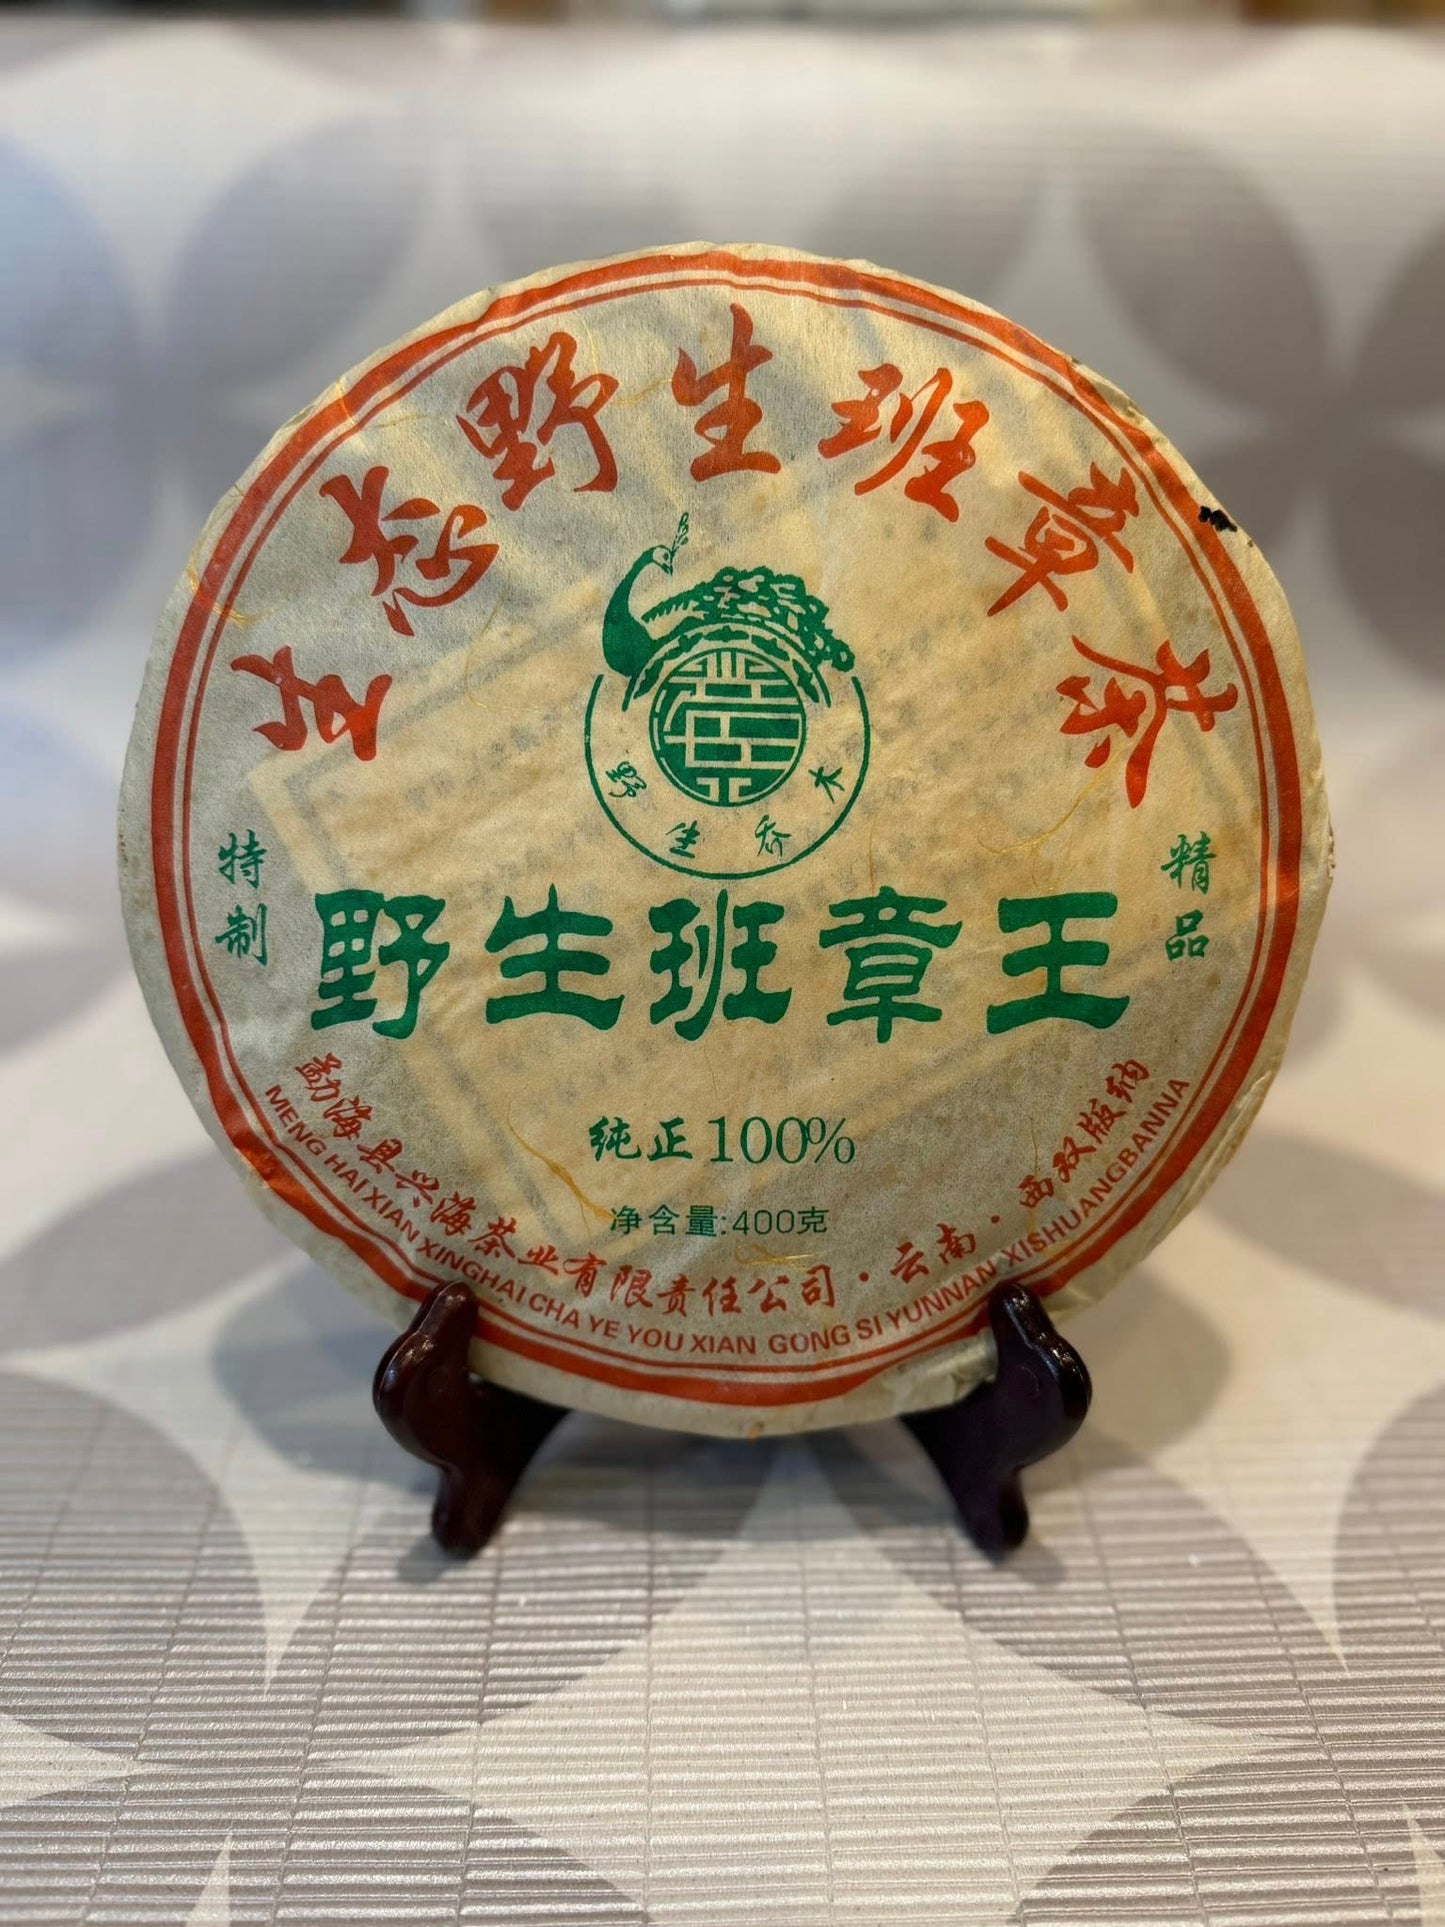 生态野生班章茶
野生乔木
特制
精品
野生班章王
纯正100%
净含量:400克
勐海县兴海茶业有限责任公司·云南·西双版纳
MENG HAI XIAN XINGHAI CHA YE YOU XIAN GONG SI YUNNAN XISHUANGBANNA